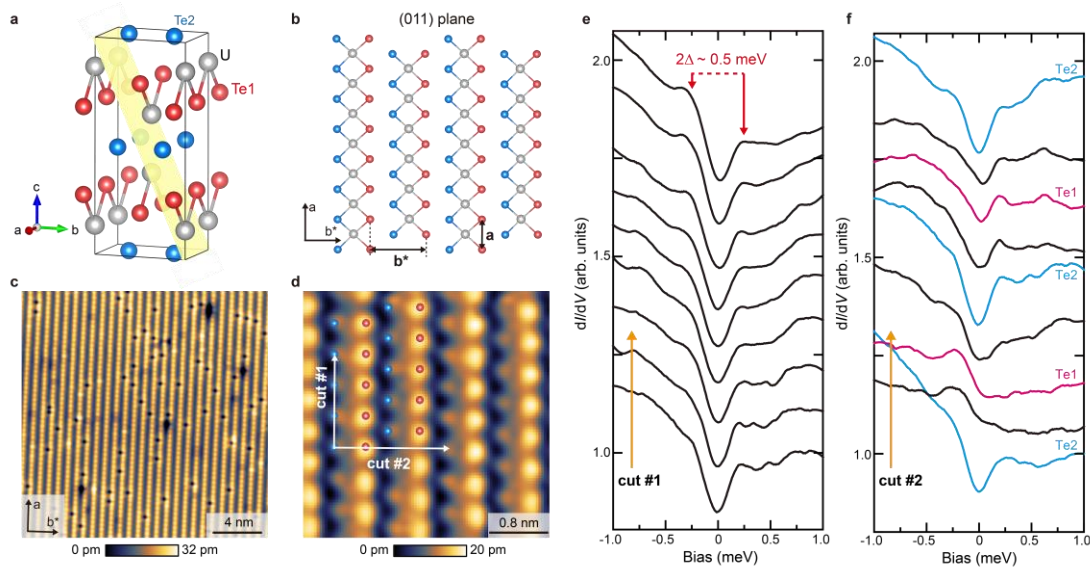 a
Te2
U
Te1
c
a
b
b
(011) plane
a
b*
a
b*
c
a
b*
4 nm
0 pm
32 pm
d
cut #1
cut #2
0.8 nm
0 pm
20 pm
e
2Δ ~ 0.5 meV
dI/dV (arb. units)
2.0
1.5
1.0
cut #1
-1.0
-0.5
0
0.5
1.0
Bias (meV)
f
dI/dV (arb. units)
2.0
1.5
1.0
Te2
Te1
Te2
Te1
Te2
cut #2
-1.0
-0.5
0
0.5
1.0
Bias (meV)